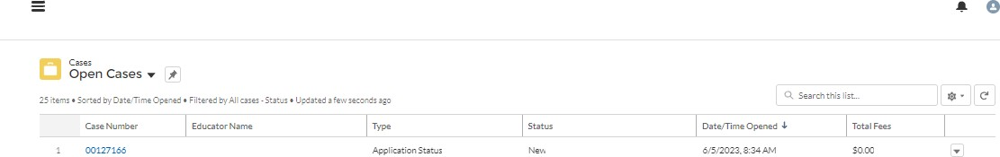 Cases
Open Cases
25 items • Sorted by Date/Time Opened • Filtered by All cases - Status • Updated a few seconds ago
Search this list...
Case Number Educator Name Type Status Date/Time Opened Total Fees
1 00127166 Application Status New 6/5/2023, 8:34 AM $0.00